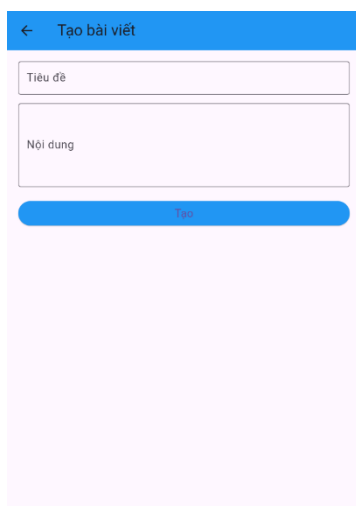 Tạo bài viết
Tiêu đề
Nội dung
Tạo